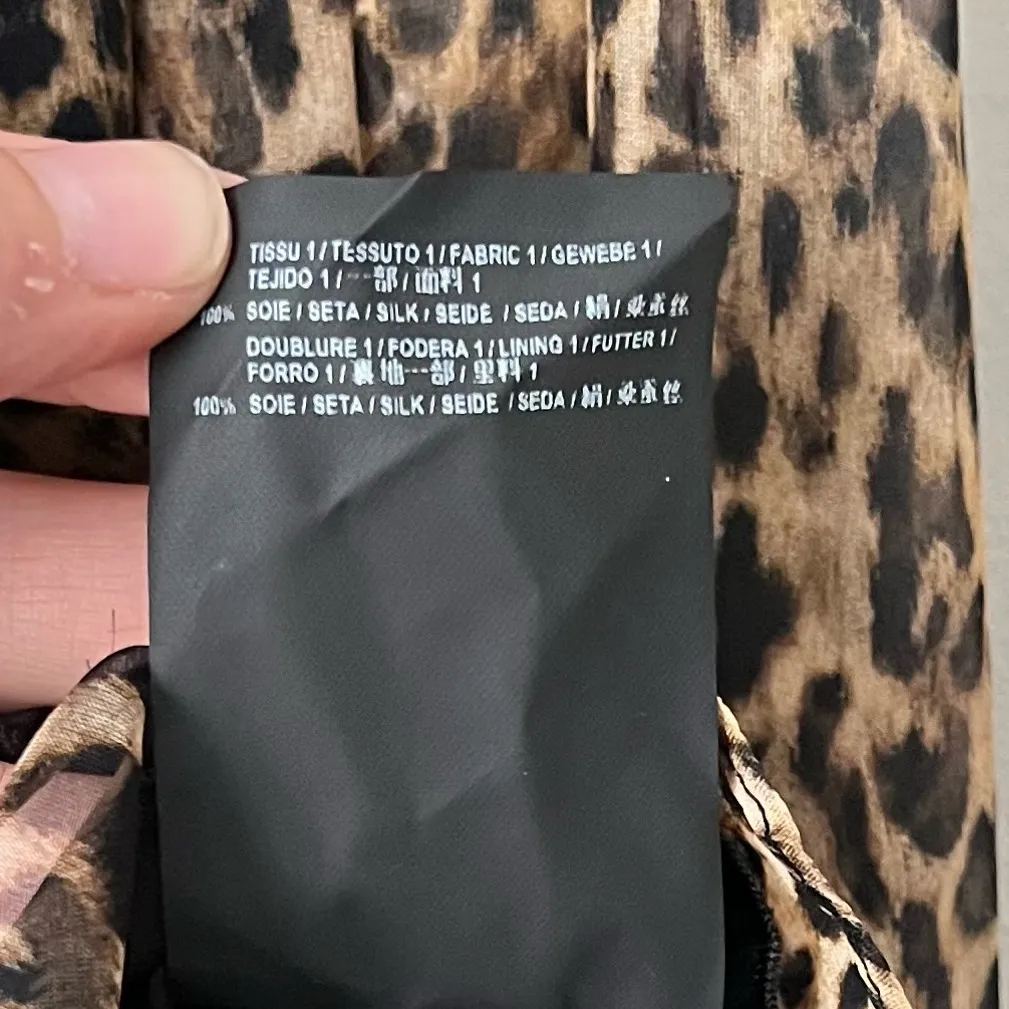 TISSU 1 / TESSUTO 1 / FABRIC 1 / GEWEBE 1 /
TEJIDO 1 / 一部 / 面料 1
100% SOIE / SETA / SILK / SEIDE / SEDA / 絹 / 桑蚕丝
DOUBLURE 1 / FODERA 1 / LINING 1 / FUTTER 1 /
FORRO 1 / 裏地一部 / 里料 1
100% SOIE / SETA / SILK / SEIDE / SEDA / 絹 / 桑蚕丝